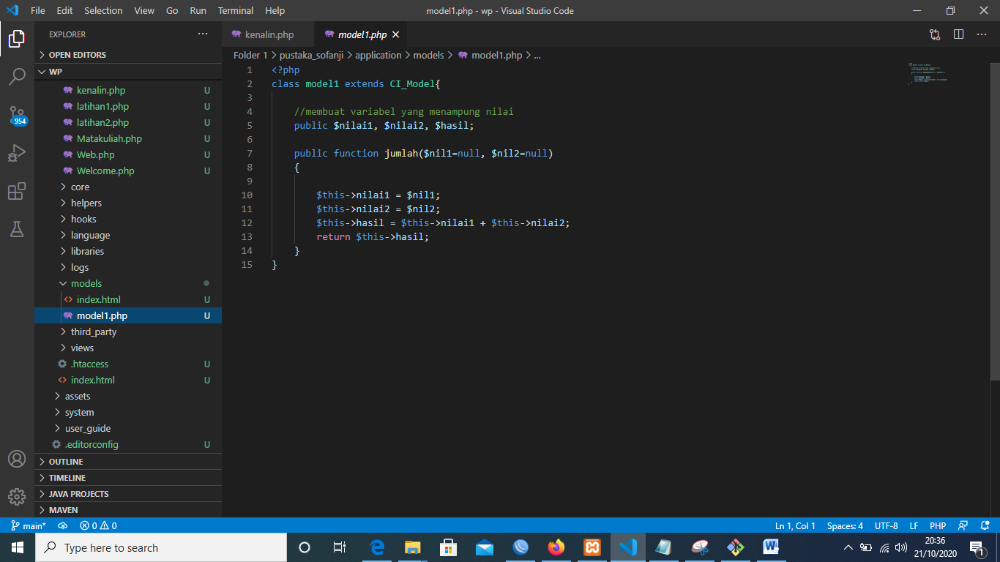 File Edit Selection View Go Run Terminal Help model1.php - wp - Visual Studio Code
EXPLORER
OPEN EDITORS
WP
kenalin.php U
latihan1.php U
latihan2.php U
Matakuliah.php U
Web.php U
Welcome.php U
core
helpers
hooks
language
libraries
logs
models
index.html U
model1.php U
third_party
views
.htaccess U
index.html U
assets
system
user_guide
.editorconfig U
OUTLINE
TIMELINE
JAVA PROJECTS
MAVEN
954
kenalin.php model1.php
Folder 1 > pustaka_sofanji > application > models > model1.php > ...
1 <?php
2 class model1 extends CI_Model{
3
4 //membuat variabel yang menampung nilai
5 public $nilai1, $nilai2, $hasil;
6
7 public function jumlah($nil1=null, $nil2=null)
8 {
9
10 $this->nilai1 = $nil1;
11 $this->nilai2 = $nil2;
12 $this->hasil = $this->nilai1 + $this->nilai2;
13 return $this->hasil;
14 }
15 }
main* 0 0 Ln 1, Col 1 Spaces: 4 UTF-8 LF PHP
Type here to search
20:36
21/10/2020
1